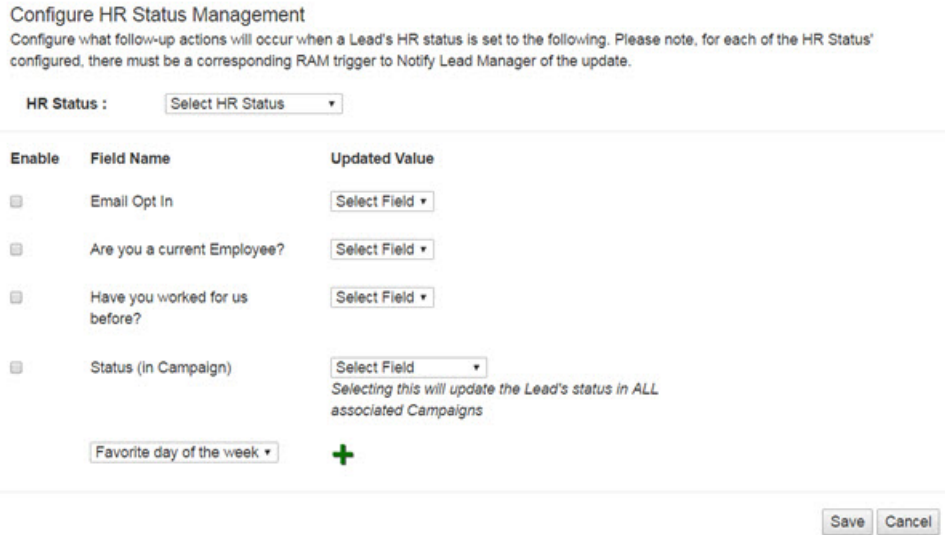 Configure HR Status Management
Configure what follow-up actions will occur when a Lead's HR status is set to the following. Please note, for each of the HR Status'
configured, there must be a corresponding RAM trigger to Notify Lead Manager of the update.
HR Status : Select HR Status
Enable Field Name Updated Value
Email Opt In Select Field
Are you a current Employee? Select Field
Have you worked for us Select Field
before?
Status (in Campaign) Select Field
Selecting this will update the Lead's status in ALL
associated Campaigns
Favorite day of the week
Save Cancel